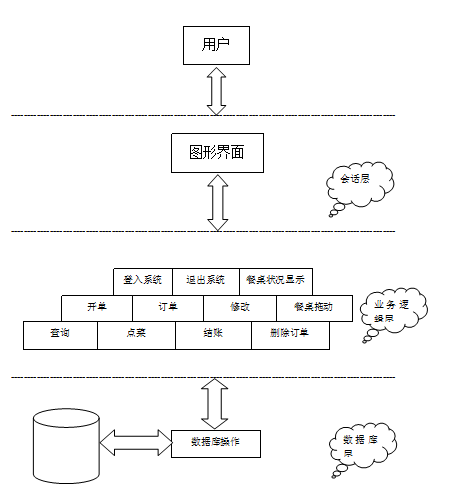 用户
图形界面
会话层
登入系统 退出系统 餐桌状况显示
开单 订单 修改 餐桌拖动
查询 点菜 结账 删除订单
业务逻
辑层
数据库操作
数据库
层